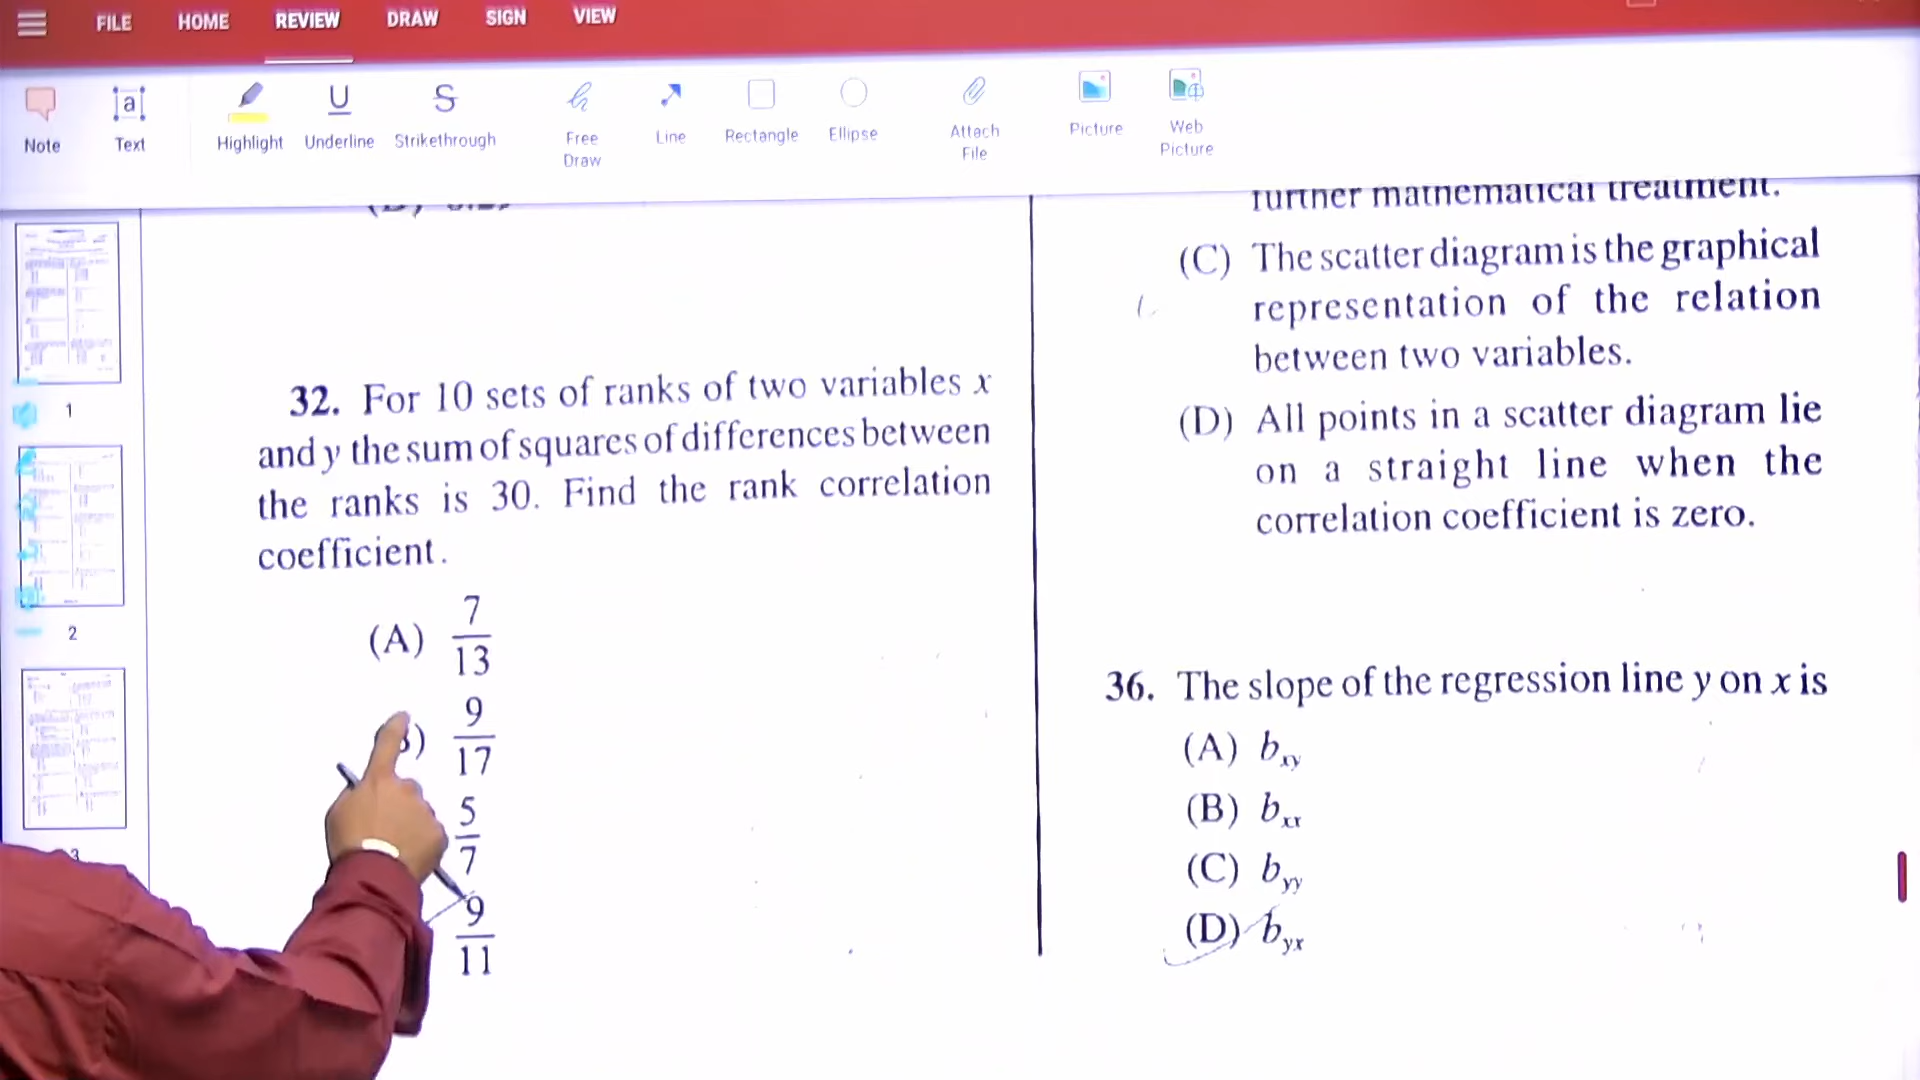 FILE HOME REVIEW DRAW SIGN VIEW
Note Text Highlight Underline Strikethrough Free Draw Line Rectangle Ellipse Attach File Picture Web Picture
1
2
3
32. For 10 sets of ranks of two variables x
and y the sum of squares of differences between
the ranks is 30. Find the rank correlation
coefficient.
(A) 7/13
9/17
5/7
9/11
further mathematical treatment.
(C) The scatter diagram is the graphical
representation of the relation
between two variables.
(D) All points in a scatter diagram lie
on a straight line when the
correlation coefficient is zero.
36. The slope of the regression line y on x is
(A) b_xy
(B) b_xx
(C) b_yy
(D) b_yx